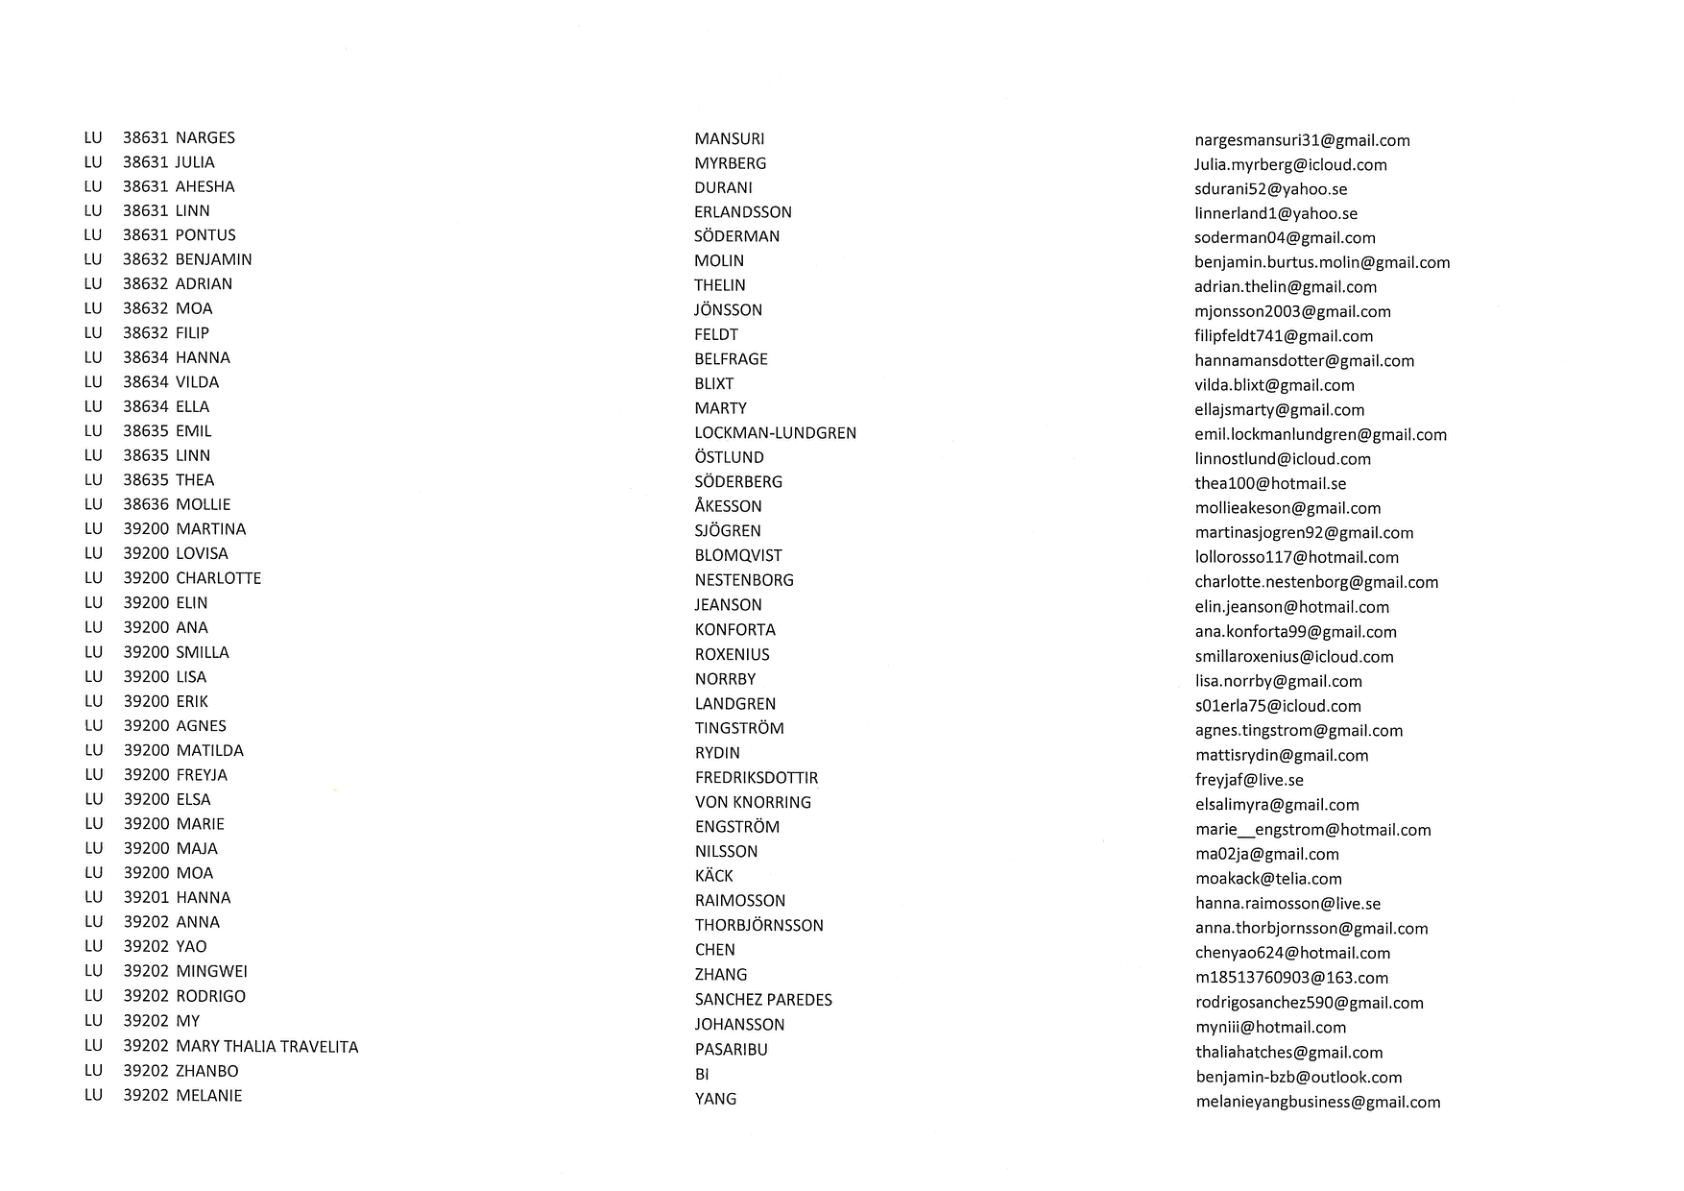 LU 38631 NARGES MANSURI nargesmansuri31@gmail.com
LU 38631 JULIA MYRBERG Julia.myrberg@icloud.com
LU 38631 AHESHA DURANI sdurani52@yahoo.se
LU 38631 LINN ERLANDSSON linnerland1@yahoo.se
LU 38631 PONTUS SÖDERMAN soderman04@gmail.com
LU 38632 BENJAMIN MOLIN benjamin.burtus.molin@gmail.com
LU 38632 ADRIAN THELIN adrian.thelin@gmail.com
LU 38632 MOA JÖNSSON mjonsson2003@gmail.com
LU 38632 FILIP FELDT filipfeldt741@gmail.com
LU 38634 HANNA BELFRAGE hannamansdotter@gmail.com
LU 38634 VILDA BLIXT vilda.blixt@gmail.com
LU 38634 ELLA MARTY ellajsmarty@gmail.com
LU 38635 EMIL LOCKMAN-LUNDGREN emil.lockmanlundgren@gmail.com
LU 38635 LINN ÖSTLUND linnostlund@icloud.com
LU 38635 THEA SÖDERBERG thea100@hotmail.se
LU 38636 MOLLIE ÅKESSON mollieakeson@gmail.com
LU 39200 MARTINA SJÖGREN martinasjogren92@gmail.com
LU 39200 LOVISA BLOMQVIST lollorosso117@hotmail.com
LU 39200 CHARLOTTE NESTENBORG charlotte.nestenborg@gmail.com
LU 39200 ELIN JEANSON elin.jeanson@hotmail.com
LU 39200 ANA KONFORTA ana.konforta99@gmail.com
LU 39200 SMILLA ROXENIUS smillaroxenius@icloud.com
LU 39200 LISA NORRBY lisa.norrby@gmail.com
LU 39200 ERIK LANDGREN s01erla75@icloud.com
LU 39200 AGNES TINGSTRÖM agnes.tingstrom@gmail.com
LU 39200 MATILDA RYDIN mattisrydin@gmail.com
LU 39200 FREYJA FREDRIKSDOTTIR freyjaf@live.se
LU 39200 ELSA VON KNORRING elsalimyra@gmail.com
LU 39200 MARIE ENGSTRÖM marie__engstrom@hotmail.com
LU 39200 MAJA NILSSON ma02ja@gmail.com
LU 39200 MOA KÄCK moakack@telia.com
LU 39201 HANNA RAIMOSSON hanna.raimosson@live.se
LU 39202 ANNA THORBJÖRNSSON anna.thorbjornsson@gmail.com
LU 39202 YAO CHEN chenyao624@hotmail.com
LU 39202 MINGWEI ZHANG m18513760903@163.com
LU 39202 RODRIGO SANCHEZ PAREDES rodrigosanchez590@gmail.com
LU 39202 MY JOHANSSON myniii@hotmail.com
LU 39202 MARY THALIA TRAVELITA PASARIBU thaliahatches@gmail.com
LU 39202 ZHANBO BI benjamin-bzb@outlook.com
LU 39202 MELANIE YANG melanieyangbusiness@gmail.com